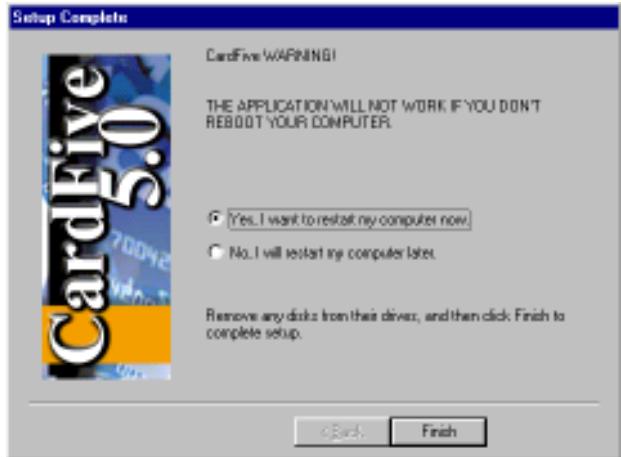 Setup Complete
CardFive
5.0
CardFive WARNING!
THE APPLICATION WILL NOT WORK IF YOU DON'T
REBOOT YOUR COMPUTER.
Yes, I want to restart my computer now.
No, I will restart my computer later.
Remove any disks from their drives, and then click Finish to
complete setup.
< Back
Finish